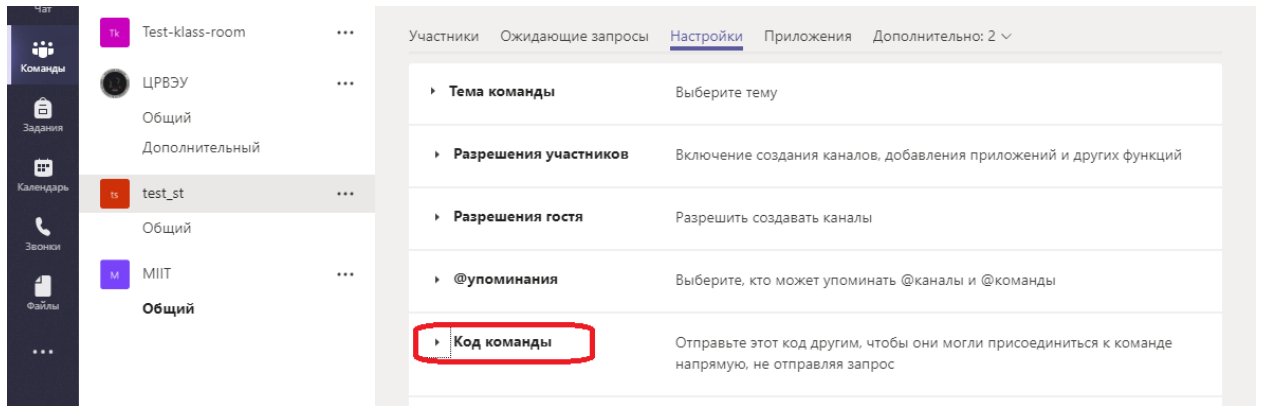 Чат
Команды
Задания
Календарь
Звонки
Файлы
Tk Test-klass-room
ЦРВЭУ
Общий
Дополнительный
ts test_st
Общий
M MIIT
Общий
Участники Ожидающие запросы Настройки Приложения Дополнительно: 2
Тема команды Выберите тему
Разрешения участников Включение создания каналов, добавления приложений и других функций
Разрешения гостя Разрешить создавать каналы
@упоминания Выберите, кто может упоминать @каналы и @команды
Код команды Отправьте этот код другим, чтобы они могли присоединиться к команде
напрямую, не отправляя запрос